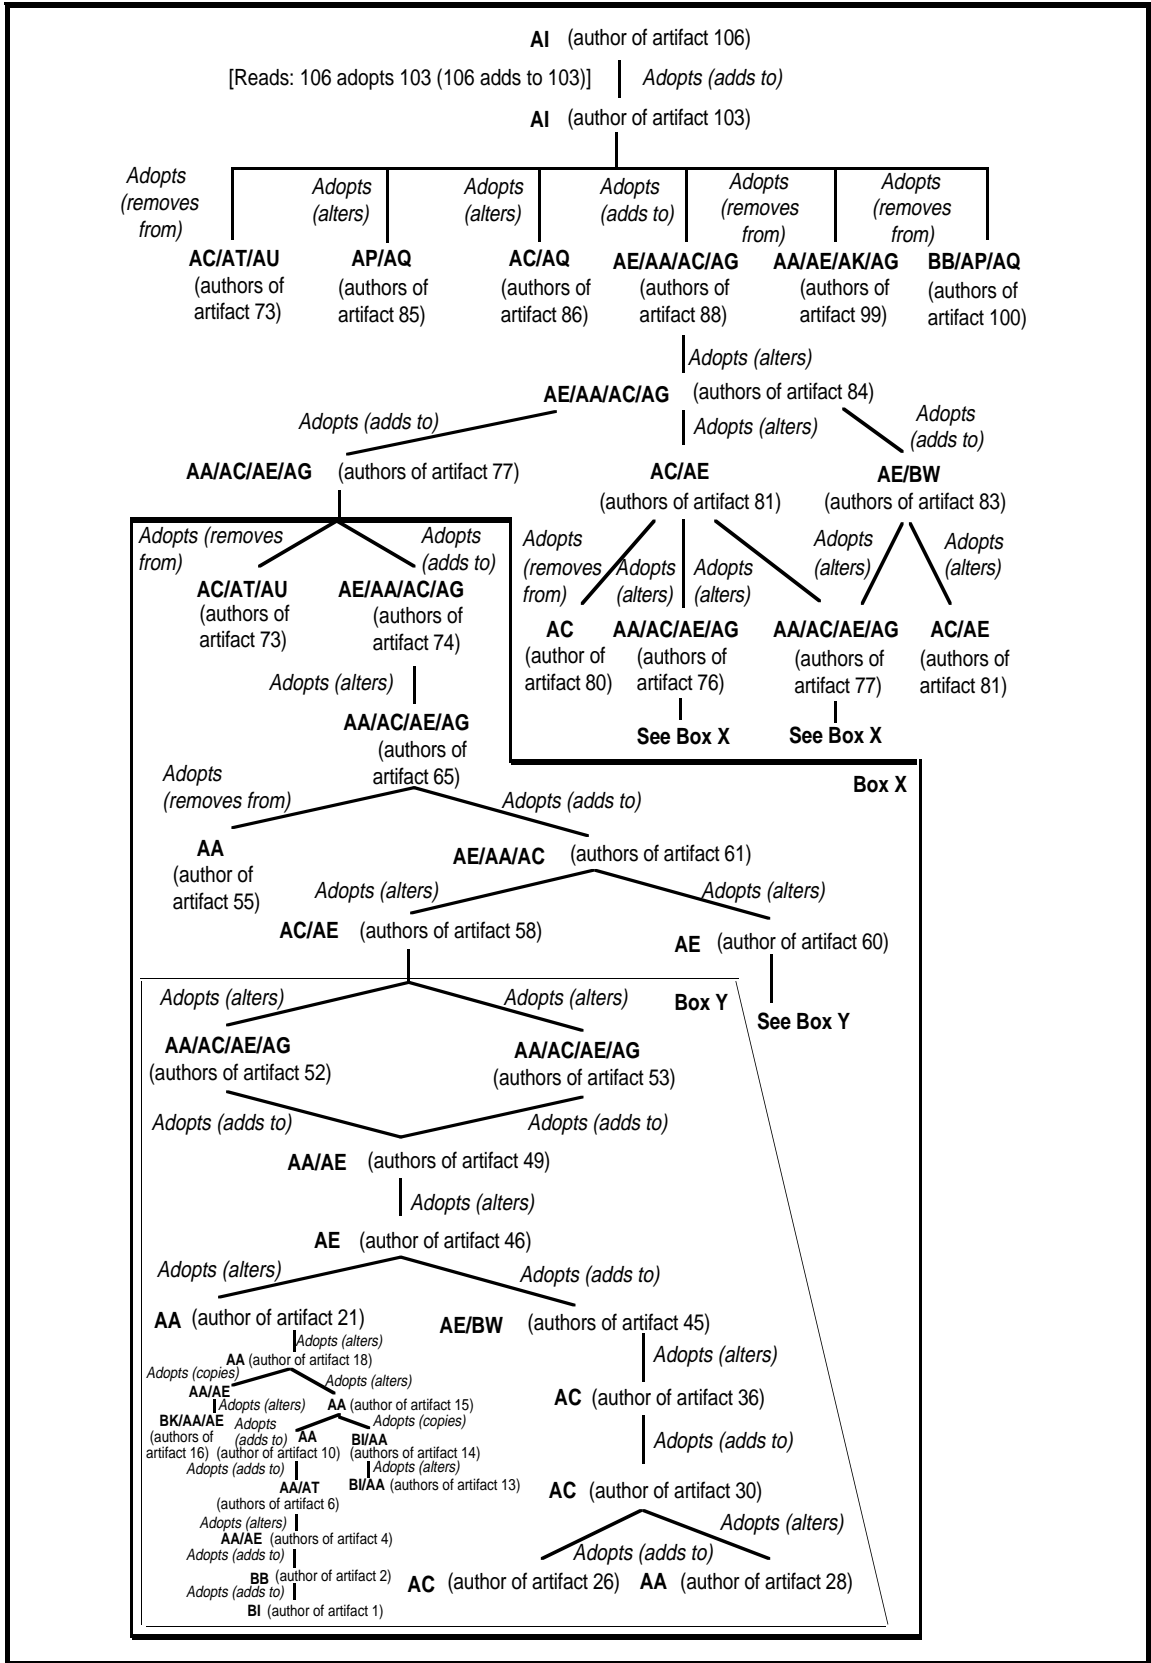 AI (author of artifact 106)
[Reads: 106 adopts 103 (106 adds to 103)]
Adopts (adds to)
AI (author of artifact 103)
Adopts
(removes
from)
Adopts
(alters)
Adopts
(alters)
Adopts
(adds to)
Adopts
(removes
from)
Adopts
(removes
from)
AC/AT/AU
(authors of
artifact 73)
AP/AQ
(authors of
artifact 85)
AC/AQ
(authors of
artifact 86)
AE/AA/AC/AG
(authors of
artifact 88)
AA/AE/AK/AG
(authors of
artifact 99)
BB/AP/AQ
(authors of
artifact 100)
Adopts (alters)
AE/AA/AC/AG (authors of artifact 84)
Adopts (adds to)
Adopts (alters)
Adopts
(adds to)
AA/AC/AE/AG (authors of artifact 77)
AC/AE
(authors of artifact 81)
AE/BW
(authors of artifact 83)
Adopts (removes
from)
Adopts
(adds to)
Adopts
(removes
from)
Adopts
(alters)
Adopts
(alters)
Adopts
(alters)
Adopts
(alters)
AC/AT/AU
(authors of
artifact 73)
AE/AA/AC/AG
(authors of
artifact 74)
AC
(author of
artifact 80)
AA/AC/AE/AG
(authors of
artifact 76)
AA/AC/AE/AG
(authors of
artifact 77)
AC/AE
(authors of
artifact 81)
See Box X
See Box X
Adopts (alters)
AA/AC/AE/AG
(authors of
artifact 65)
Box X
Adopts
(removes from)
Adopts (adds to)
AA
(author of
artifact 55)
AE/AA/AC (authors of artifact 61)
Adopts (alters)
Adopts (alters)
AC/AE (authors of artifact 58)
AE (author of artifact 60)
See Box Y
Box Y
Adopts (alters)
Adopts (alters)
AA/AC/AE/AG
(authors of artifact 52)
AA/AC/AE/AG
(authors of artifact 53)
Adopts (adds to)
Adopts (adds to)
AA/AE (authors of artifact 49)
Adopts (alters)
AE (author of artifact 46)
Adopts (alters)
Adopts (adds to)
AA (author of artifact 21)
AE/BW (authors of artifact 45)
Adopts (alters)
AA (author of artifact 18)
Adopts (copies)
Adopts (alters)
AA/AE
Adopts (alters)
BK/AA/AE
(authors of
artifact 16)
AA (author of artifact 15)
Adopts
(adds to)
Adopts (copies)
AA
(author of artifact 10)
BI/AA
(authors of artifact 14)
Adopts (adds to)
Adopts (alters)
AA/AT
(authors of artifact 6)
BI/AA (authors of artifact 13)
Adopts (alters)
AA/AE (authors of artifact 4)
Adopts (adds to)
BB (author of artifact 2)
Adopts (adds to)
BI (author of artifact 1)
Adopts (alters)
AC (author of artifact 36)
Adopts (adds to)
AC (author of artifact 30)
Adopts (adds to)
Adopts (alters)
AC (author of artifact 26)
AA (author of artifact 28)